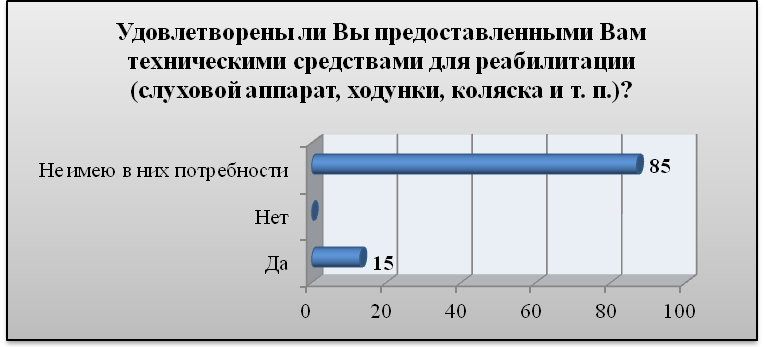 Удовлетворены ли Вы предоставленными Вам
техническими средствами для реабилитации
(слуховой аппарат, ходунки, коляска и т. п.)?
Не имею в них потребности
85
Нет
Да
15
0 20 40 60 80 100